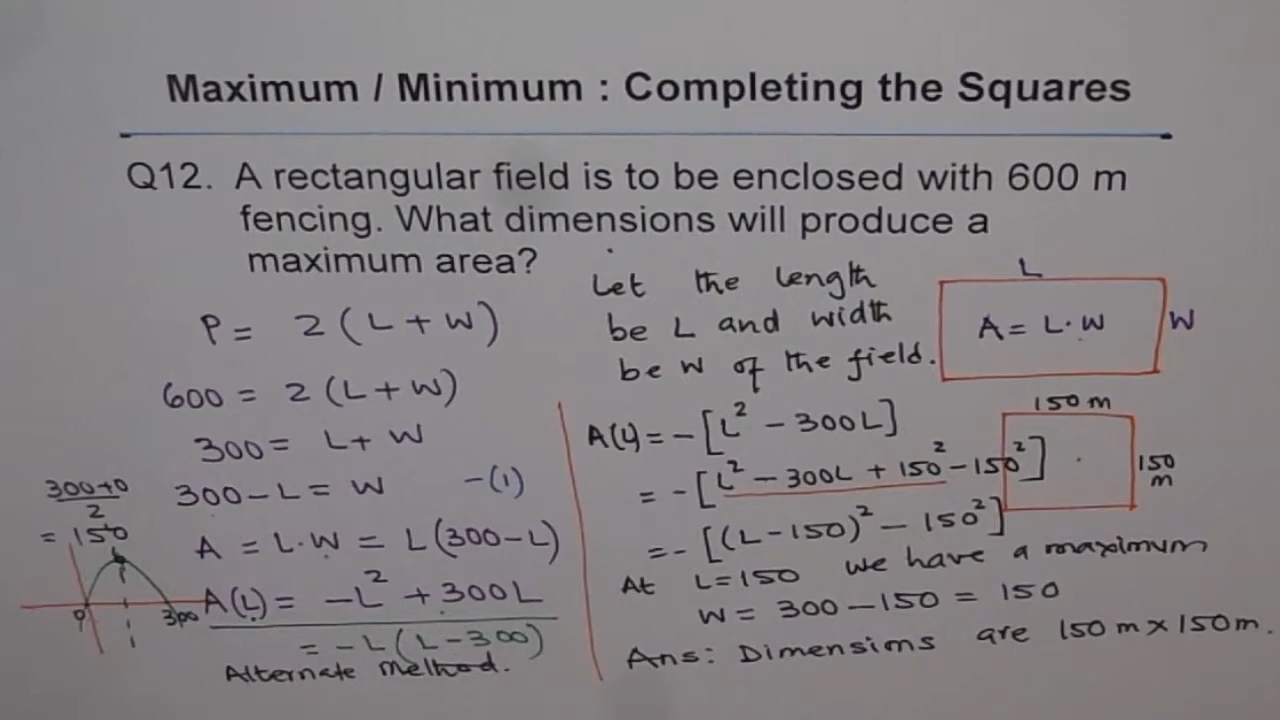 Maximum / Minimum : Completing the Squares
Q12. A rectangular field is to be enclosed with 600 m
fencing. What dimensions will produce a
maximum area?
Let the length
be L and width
be W of the field.
L
A = L·W
W
P = 2(L+W)
600 = 2(L+W)
300 = L+W
300-L = W -(1)
A = L·W = L(300-L)
A(L) = -L² + 300L
= -L(L-300)
Alternate Method.
300+0
2
= 150
0
300
A(L) = -[L² - 300L]
= -[L² - 300L + 150² - 150²]
= -[(L-150)² - 150²]
150 m
150
m
At L=150 we have a maximum
W = 300-150 = 150
Ans: Dimensions are 150 m x 150 m.